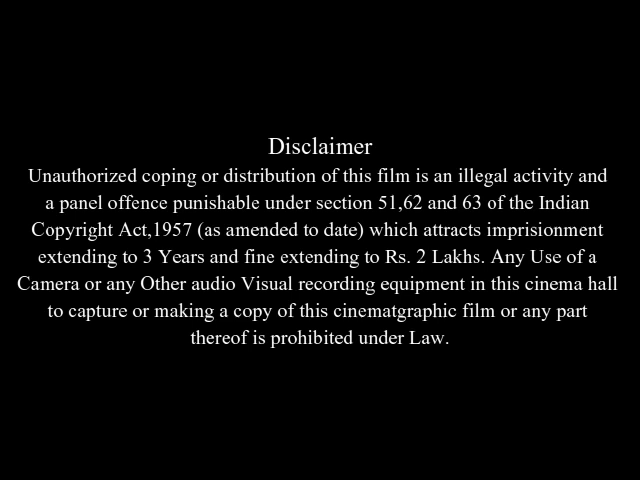 Disclaimer
Unauthorized coping or distribution of this film is an illegal activity and
a panel offence punishable under section 51,62 and 63 of the Indian
Copyright Act,1957 (as amended to date) which attracts imprisionment
extending to 3 Years and fine extending to Rs. 2 Lakhs. Any Use of a
Camera or any Other audio Visual recording equipment in this cinema hall
to capture or making a copy of this cinematgraphic film or any part
thereof is prohibited under Law.